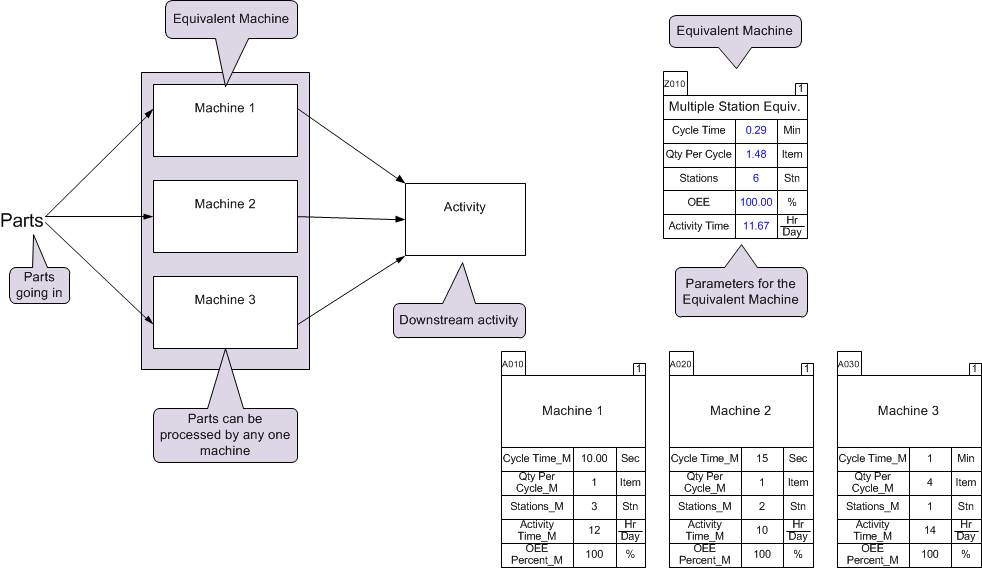 Equivalent Machine
Machine 1
Machine 2
Machine 3
Parts
Parts
going in
Activity
Downstream activity
Parts can be
processed by any one
machine
Equivalent Machine
Z010
1
Multiple Station Equiv.
Cycle Time 0.29 Min
Qty Per Cycle 1.48 Item
Stations 6 Stn
OEE 100.00 %
Activity Time 11.67 Hr
Day
Parameters for the
Equivalent Machine
A010
1
Machine 1
Cycle Time_M 10.00 Sec
Qty Per
Cycle_M 1 Item
Stations_M 3 Stn
Activity
Time_M 12 Hr
Day
OEE
Percent_M 100 %
A020
1
Machine 2
Cycle Time_M 15 Sec
Qty Per
Cycle_M 1 Item
Stations_M 2 Stn
Activity
Time_M 10 Hr
Day
OEE
Percent_M 100 %
A030
1
Machine 3
Cycle Time_M 1 Min
Qty Per
Cycle_M 4 Item
Stations_M 1 Stn
Activity
Time_M 14 Hr
Day
OEE
Percent_M 100 %